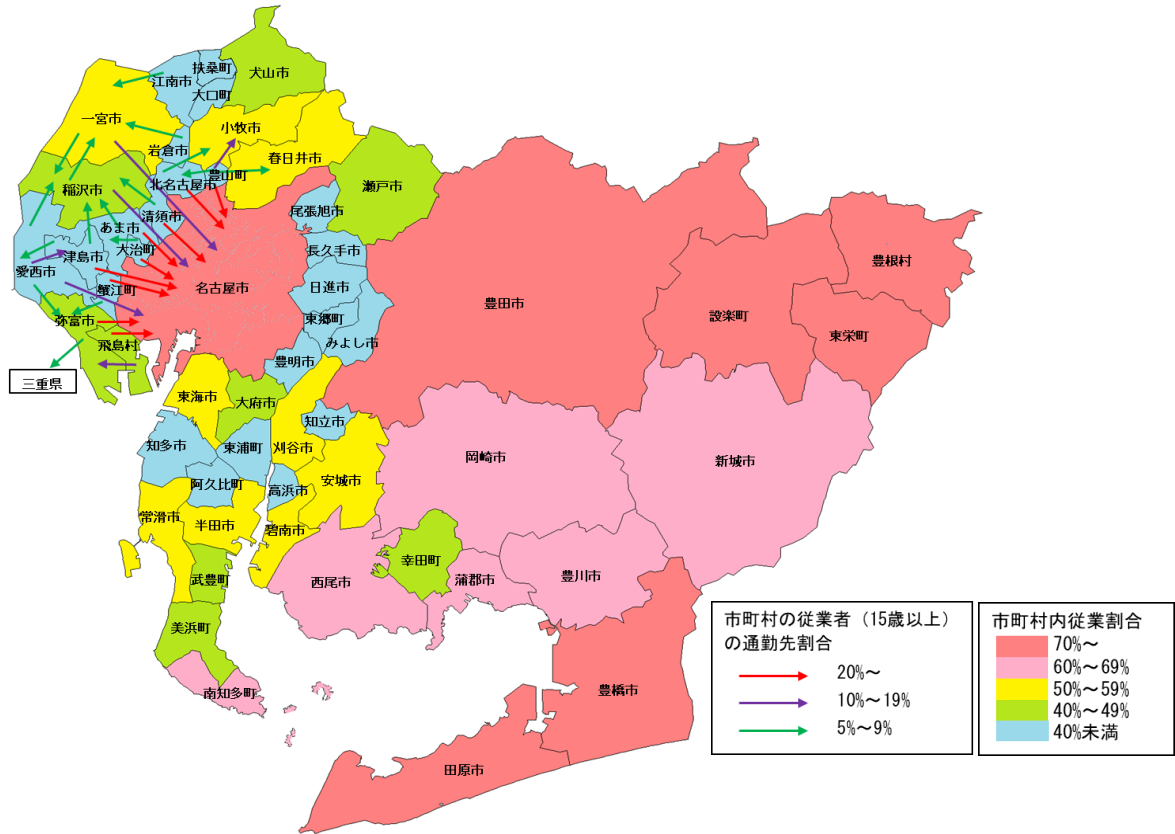 扶桑町
犬山市
江南市
大口町
一宮市
小牧市
岩倉市
春日井市
豊山町
北名古屋市
瀬戸市
稲沢市
清須市
尾張旭市
あま市
大治町
長久手市
津島市
愛西市
豊根村
名古屋市
日進市
蟹江町
豊田市
設楽町
東郷町
弥富市
東栄町
飛島村
みよし市
豊明市
三重県
東海市
大府市
知立市
知多市
東浦町
刈谷市
岡崎市
新城市
阿久比町
高浜市
安城市
常滑市
半田市
碧南市
幸田町
武豊町
西尾市
蒲郡市
豊川市
美浜町
南知多町
豊橋市
田原市
市町村の従業者（15歳以上）
の通勤先割合
20%～
10%～19%
5%～9%
市町村内従業割合
70%～
60%～69%
50%～59%
40%～49%
40%未満